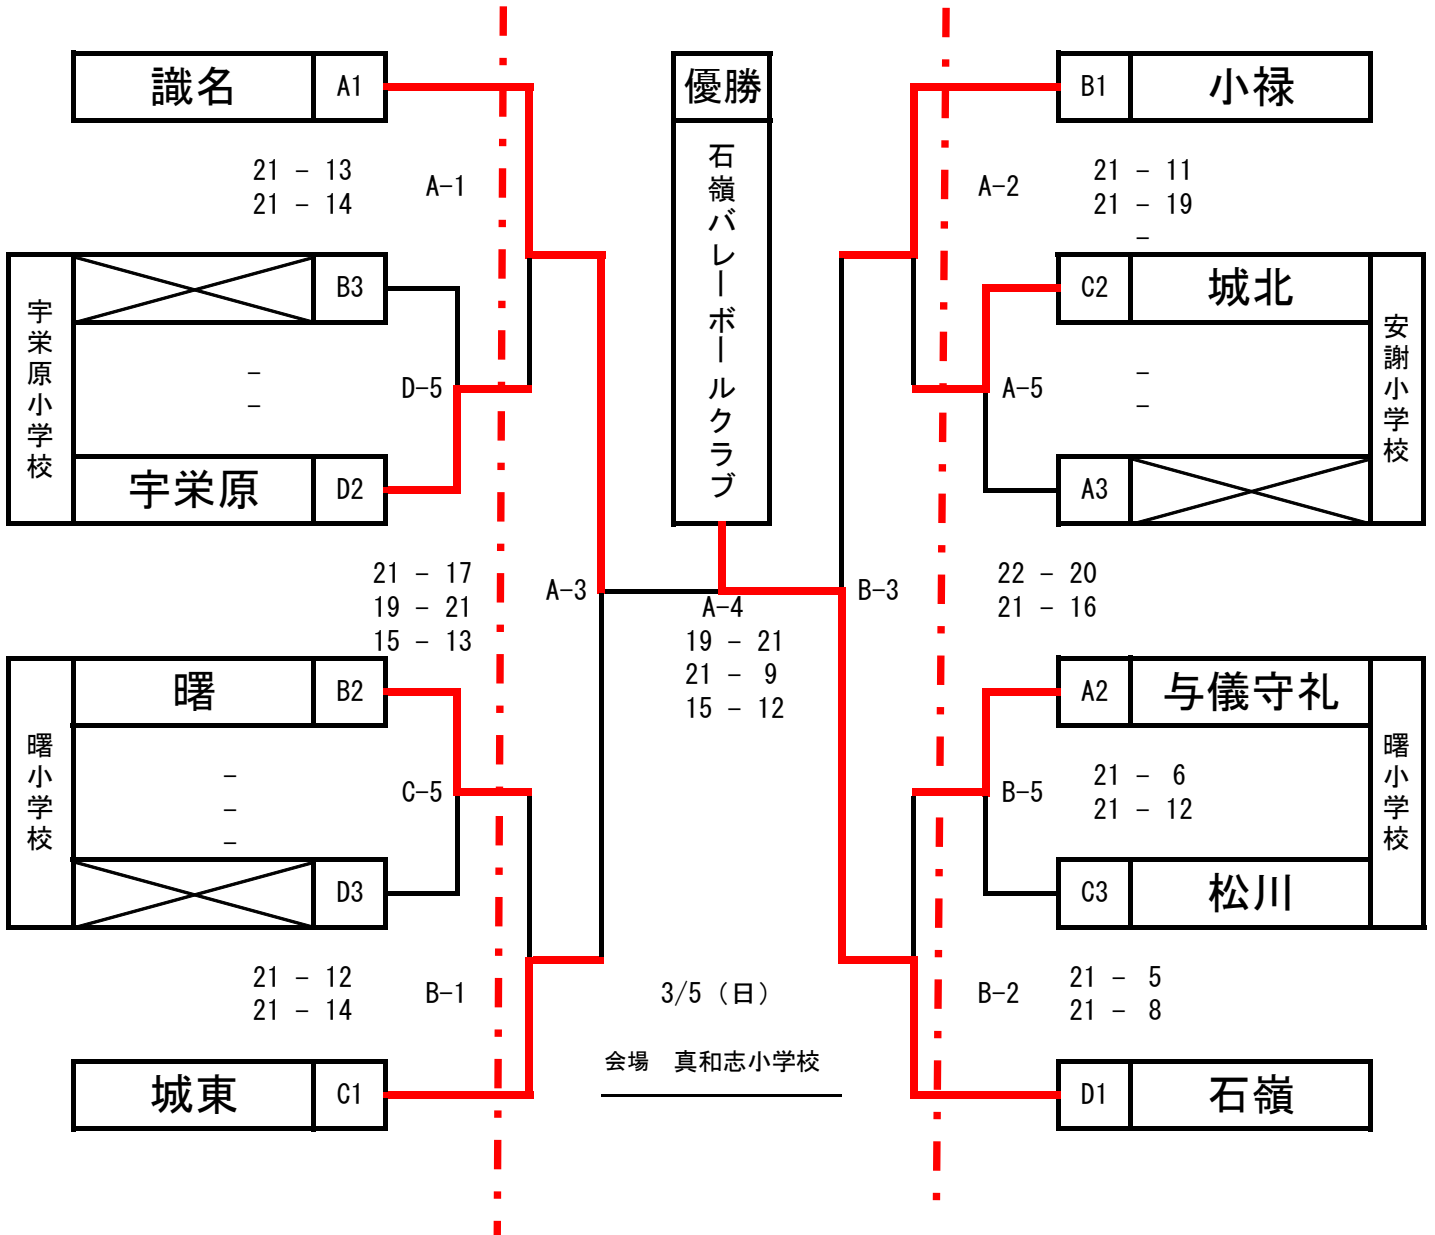 識名 A1
21 － 13
21 － 14
A-1
宇栄原小学校
B3
－
－
D-5
宇栄原 D2
21 － 17
19 － 21
15 － 13
A-3
曙小学校
曙 B2
－
－
－
C-5
D3
21 － 12
21 － 14
B-1
城東 C1
優勝
石嶺バレーボールクラブ
A-4
19 － 21
21 － 9
15 － 12
3/5（日）
会場　真和志小学校
B1 小禄
A-2
21 － 11
21 － 19
－
C2 城北
安謝小学校
A-5
－
－
A3
B-3
22 － 20
21 － 16
A2 与儀守礼
曙小学校
B-5
21 － 6
21 － 12
C3 松川
B-2
21 － 5
21 － 8
D1 石嶺